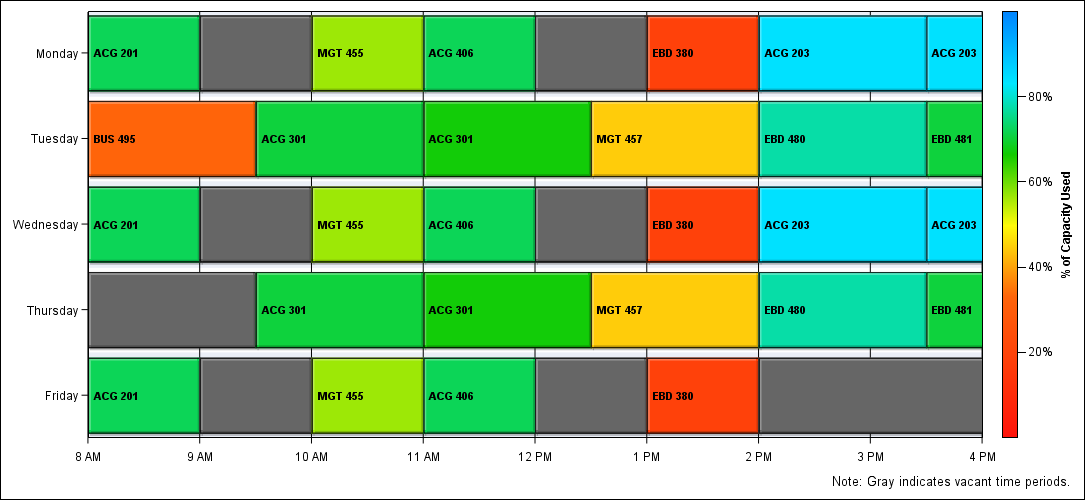 Monday ACG 201 MGT 455 ACG 406 EBD 380 ACG 203 ACG 203
Tuesday BUS 495 ACG 301 ACG 301 MGT 457 EBD 480 EBD 481
Wednesday ACG 201 MGT 455 ACG 406 EBD 380 ACG 203 ACG 203
Thursday ACG 301 ACG 301 MGT 457 EBD 480 EBD 481
Friday ACG 201 MGT 455 ACG 406 EBD 380
8 AM 9 AM 10 AM 11 AM 12 PM 1 PM 2 PM 3 PM 4 PM
80%
60%
40%
20%
% of Capacity Used
Note: Gray indicates vacant time periods.